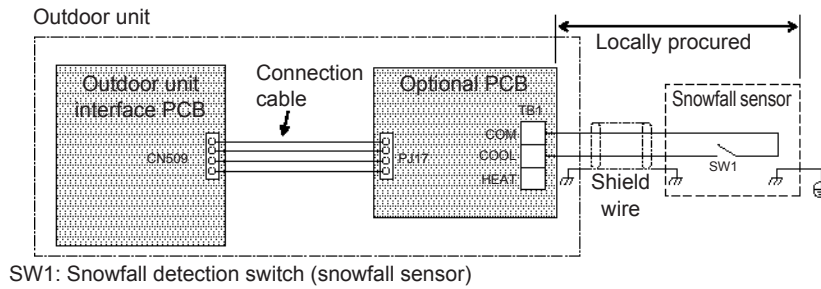 Outdoor unit
Locally procured
Outdoor unit
interface PCB
Connection
cable
Optional PCB
Snowfall sensor
TB1
COM
COOL
HEAT
CN509
PJ17
SW1
Shield
wire
SW1: Snowfall detection switch (snowfall sensor)